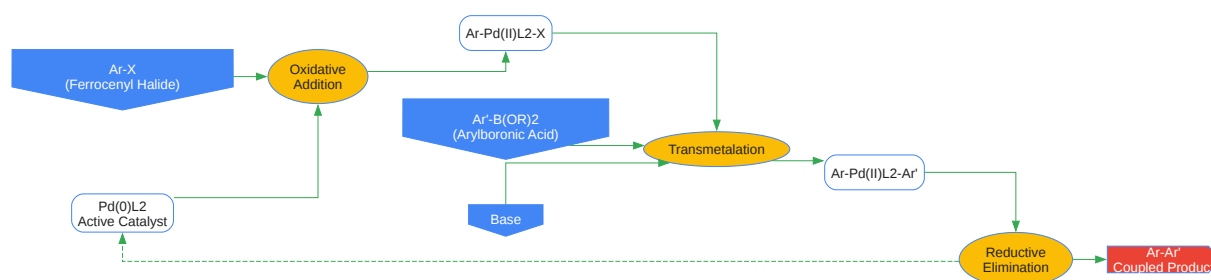 Ar-X
(Ferrocenyl Halide)
Oxidative
Addition
Ar-Pd(II)L2-X
Ar'-B(OR)2
(Arylboronic Acid)
Transmetalation
Ar-Pd(II)L2-Ar'
Pd(0)L2
Active Catalyst
Base
Reductive
Elimination
Ar-Ar'
Coupled Product